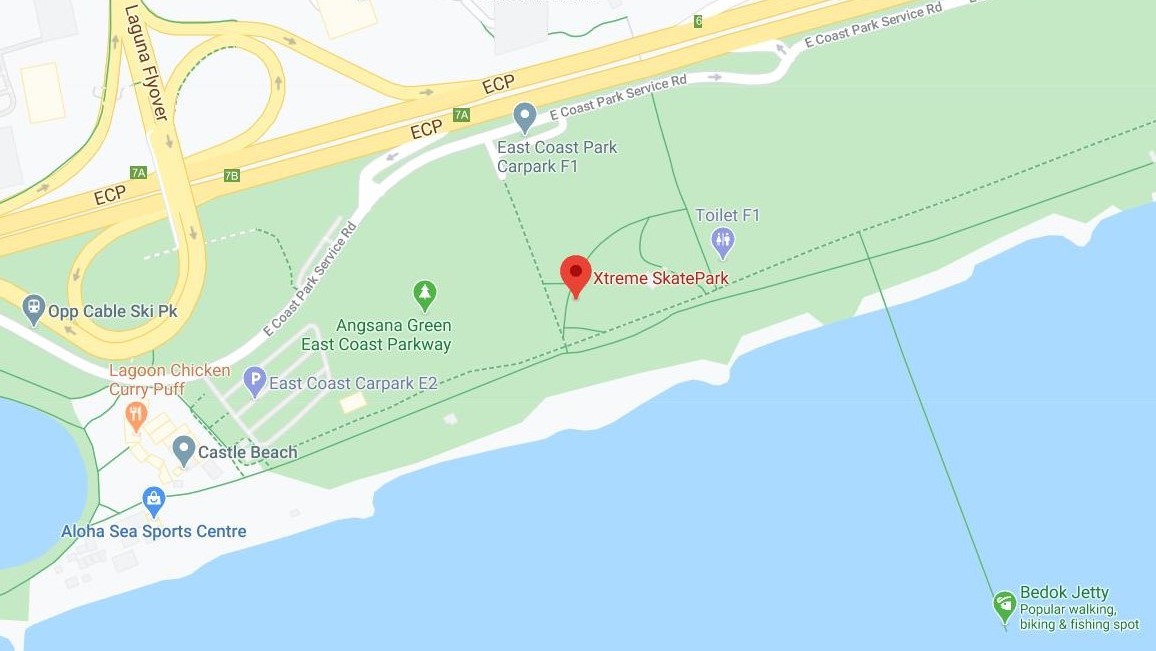 Laguna Flyover
6
E Coast Park Service Rd
ECP
E Coast Park Service Rd
7A
ECP
East Coast Park
Carpark F1
7A
7B
ECP
Toilet F1
Xtreme SkatePark
E Coast Park Service Rd
Opp Cable Ski Pk
Angsana Green
East Coast Parkway
Lagoon Chicken
Curry Puff
P
East Coast Carpark E2
Castle Beach
Aloha Sea Sports Centre
Bedok Jetty
Popular walking,
biking & fishing spot